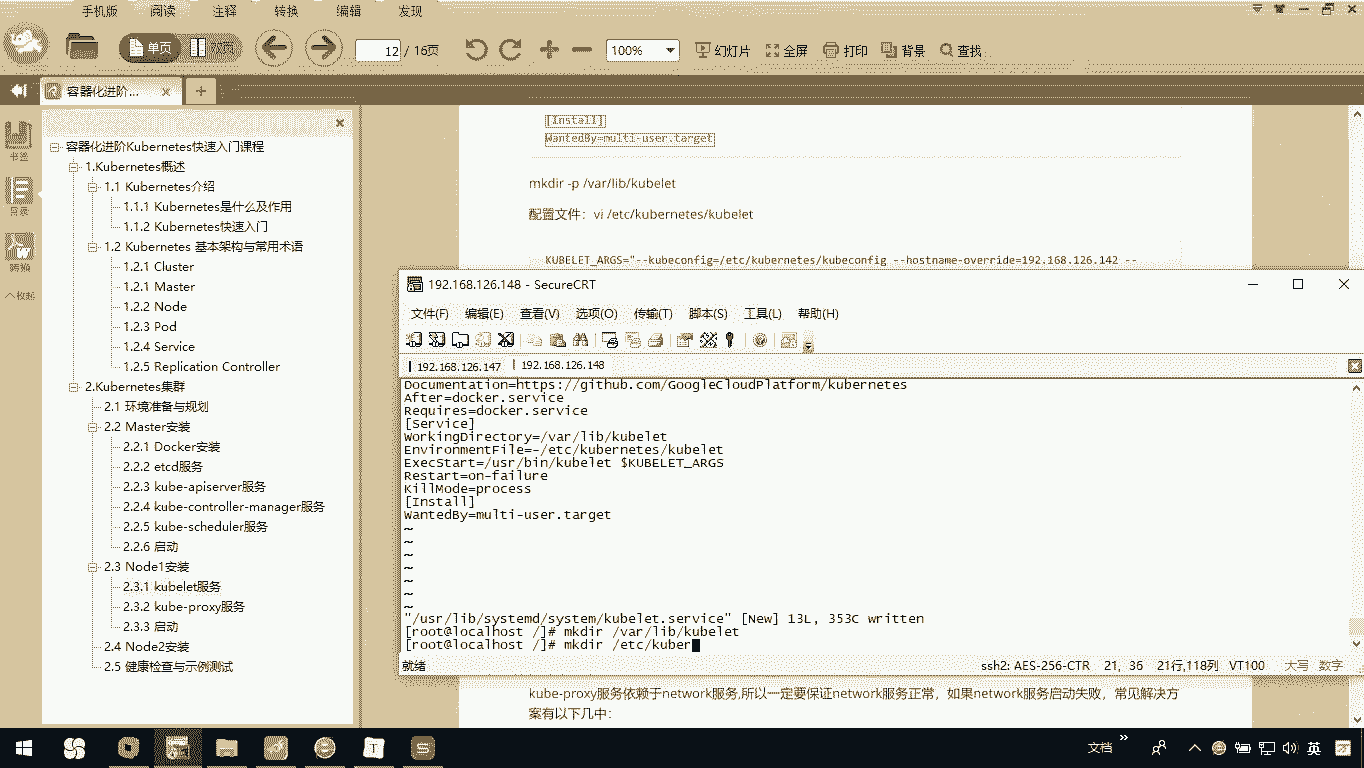 手机版 阅读 注释 转换 编辑 发现
单页 双页 12 / 16页 100% 幻灯片 全屏 打印 背景 查找
容器化进阶... × +
书签
目录
转换
收起
容器化进阶Kubernetes快速入门课程
1.Kubernetes概述
1.1 Kubernetes介绍
1.1.1 Kubernetes是什么及作用
1.1.2 Kubernetes快速入门
1.2 Kubernetes 基本架构与常用术语
1.2.1 Cluster
1.2.1 Master
1.2.2 Node
1.2.3 Pod
1.2.4 Service
1.2.5 Replication Controller
2.Kubernetes集群
2.1 环境准备与规划
2.2 Master安装
2.2.1 Docker安装
2.2.2 etcd服务
2.2.3 kube-apiserver服务
2.2.4 kube-controller-manager服务
2.2.5 kube-scheduler服务
2.2.6 启动
2.3 Node1安装
2.3.1 kubelet服务
2.3.2 kube-proxy服务
2.3.3 启动
2.4 Node2安装
2.5 健康检查与示例测试
[Install]
WantedBy=multi-user.target
mkdir -p /var/lib/kubelet
配置文件：vi /etc/kubernetes/kubelet
KUBELET_ARGS="--kubeconfig=/etc/kubernetes/kubeconfig --hostname-override=192.168.126.142 --
192.168.126.148 - SecureCRT
文件(F) 编辑(E) 查看(V) 选项(O) 传输(T) 脚本(S) 工具(L) 帮助(H)
192.168.126.147 192.168.126.148
Documentation=https://github.com/GoogleCloudPlatform/kubernetes
After=docker.service
Requires=docker.service
[Service]
WorkingDirectory=/var/lib/kubelet
EnvironmentFile=-/etc/kubernetes/kubelet
ExecStart=/usr/bin/kubelet $KUBELET_ARGS
Restart=on-failure
KillMode=process
[Install]
WantedBy=multi-user.target
~
~
~
~
~
~
~
"/usr/lib/systemd/system/kubelet.service" [New] 13L, 353C written
[root@localhost /]# mkdir /var/lib/kubelet
[root@localhost /]# mkdir /etc/kuber
就绪 ssh2: AES-256-CTR 21, 36 21行,118列 VT100 大写 数字
kube-proxy服务依赖于network服务,所以一定要保证network服务正常，如果network服务启动失败，常见解决方
案有以下几中：
文档 英